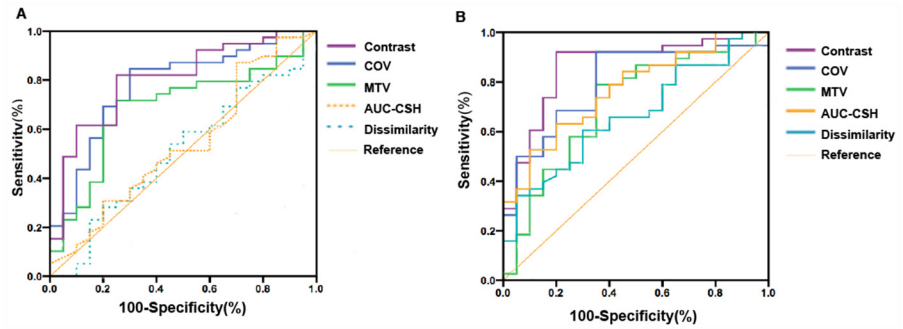 A
1.0
0.8
0.6
0.4
0.2
0.0
Sensitivity(%)
0.0 0.2 0.4 0.6 0.8 1.0
100-Specificity(%)
Contrast
COV
MTV
AUC-CSH
Dissimilarity
Reference
B
1.0
0.8
0.6
0.4
0.2
0.0
Sensitivity(%)
0.0 0.2 0.4 0.6 0.8 1.0
100-Specificity(%)
Contrast
COV
MTV
AUC-CSH
Dissimilarity
Reference